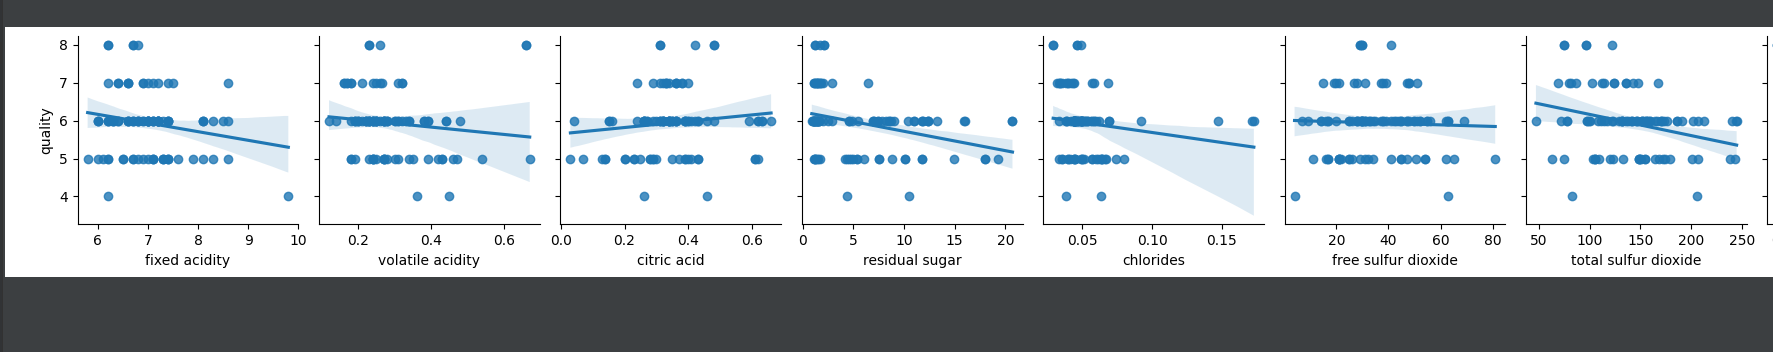 quality
8
7
6
5
4
6 7 8 9 10
0.2 0.4 0.6
0.0 0.2 0.4 0.6
0 5 10 15 20
0.05 0.10 0.15
20 40 60 80
50 100 150 200 250
fixed acidity
volatile acidity
citric acid
residual sugar
chlorides
free sulfur dioxide
total sulfur dioxide